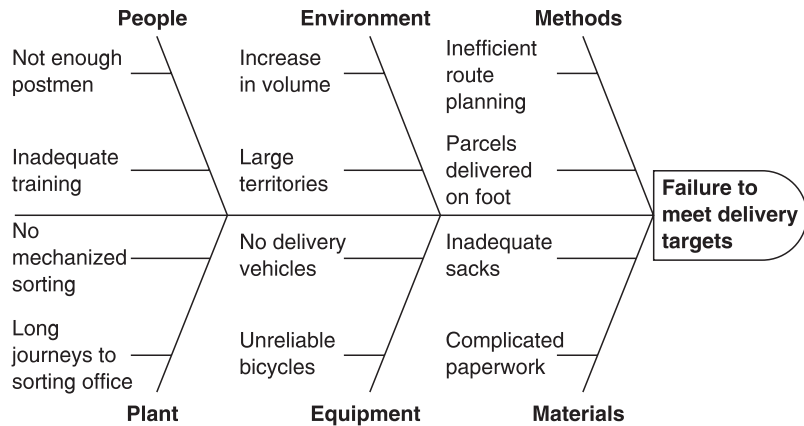 People
Environment
Methods
Not enough
postmen
Increase
in volume
Inefficient
route
planning
Inadequate
training
Large
territories
Parcels
delivered
on foot
Failure to
meet delivery
targets
No
mechanized
sorting
No delivery
vehicles
Inadequate
sacks
Long
journeys to
sorting office
Unreliable
bicycles
Complicated
paperwork
Plant
Equipment
Materials